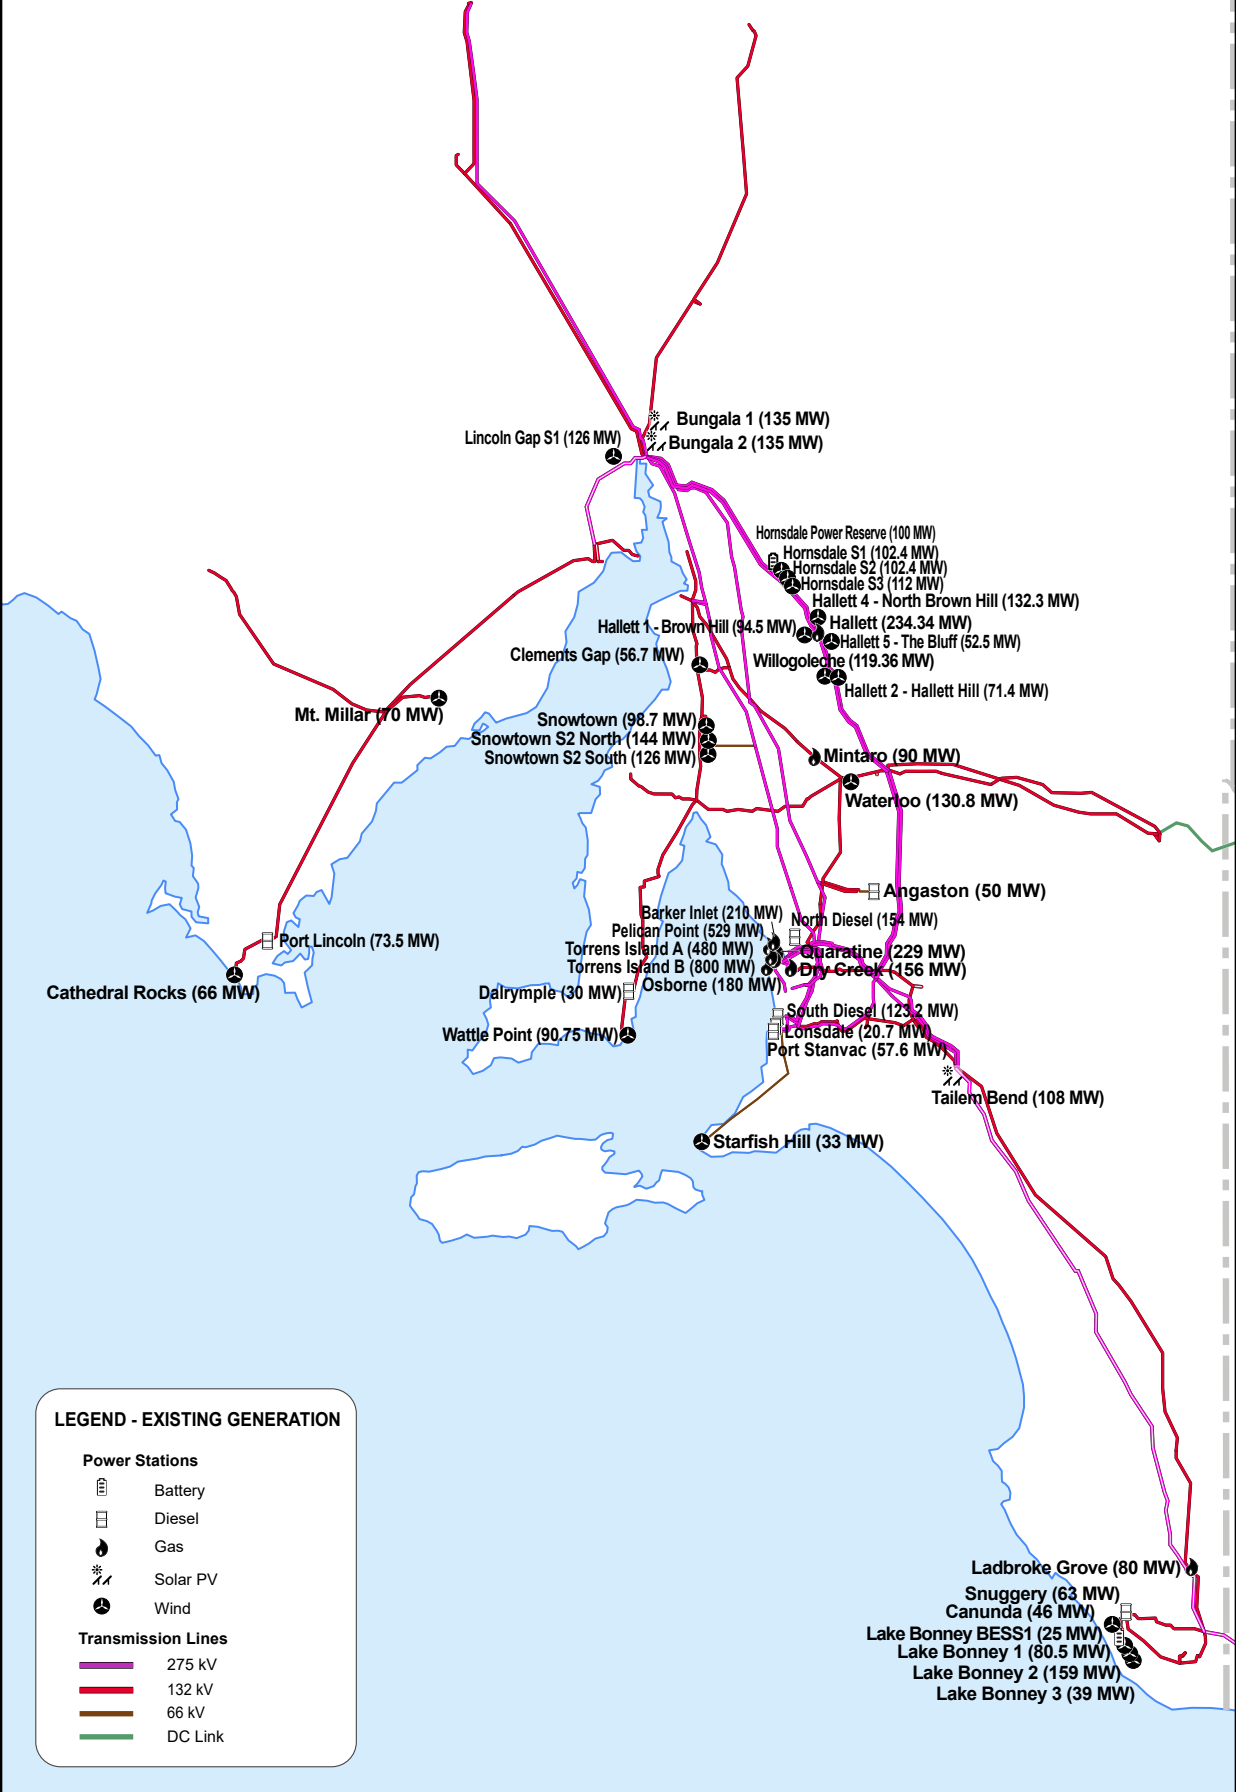 Bungala 1 (135 MW)
Lincoln Gap S1 (126 MW)
Bungala 2 (135 MW)
Hornsdale Power Reserve (100 MW)
Hornsdale S1 (102.4 MW)
Hornsdale S2 (102.4 MW)
Hornsdale S3 (112 MW)
Hallett 4 - North Brown Hill (132.3 MW)
Hallett (234.34 MW)
Hallett 1 - Brown Hill (94.5 MW)
Hallett 5 - The Bluff (52.5 MW)
Clements Gap (56.7 MW)
Willogoleche (119.36 MW)
Hallett 2 - Hallett Hill (71.4 MW)
Mt. Millar (70 MW)
Snowtown (98.7 MW)
Snowtown S2 North (144 MW)
Snowtown S2 South (126 MW)
Mintaro (90 MW)
Waterloo (130.8 MW)
Angaston (50 MW)
Barker Inlet (210 MW)
North Diesel (154 MW)
Pelican Point (529 MW)
Port Lincoln (73.5 MW)
Torrens Island A (480 MW)
Quaratine (229 MW)
Torrens Island B (800 MW)
Dry Creek (156 MW)
Osborne (180 MW)
Cathedral Rocks (66 MW)
Dalrymple (30 MW)
South Diesel (123.2 MW)
Wattle Point (90.75 MW)
Lonsdale (20.7 MW)
Port Stanvac (57.6 MW)
Tailem Bend (108 MW)
Starfish Hill (33 MW)
LEGEND - EXISTING GENERATION
Power Stations
Battery
Diesel
Gas
Solar PV
Wind
Transmission Lines
275 kV
132 kV
66 kV
DC Link
Ladbroke Grove (80 MW)
Snuggery (63 MW)
Canunda (46 MW)
Lake Bonney BESS1 (25 MW)
Lake Bonney 1 (80.5 MW)
Lake Bonney 2 (159 MW)
Lake Bonney 3 (39 MW)